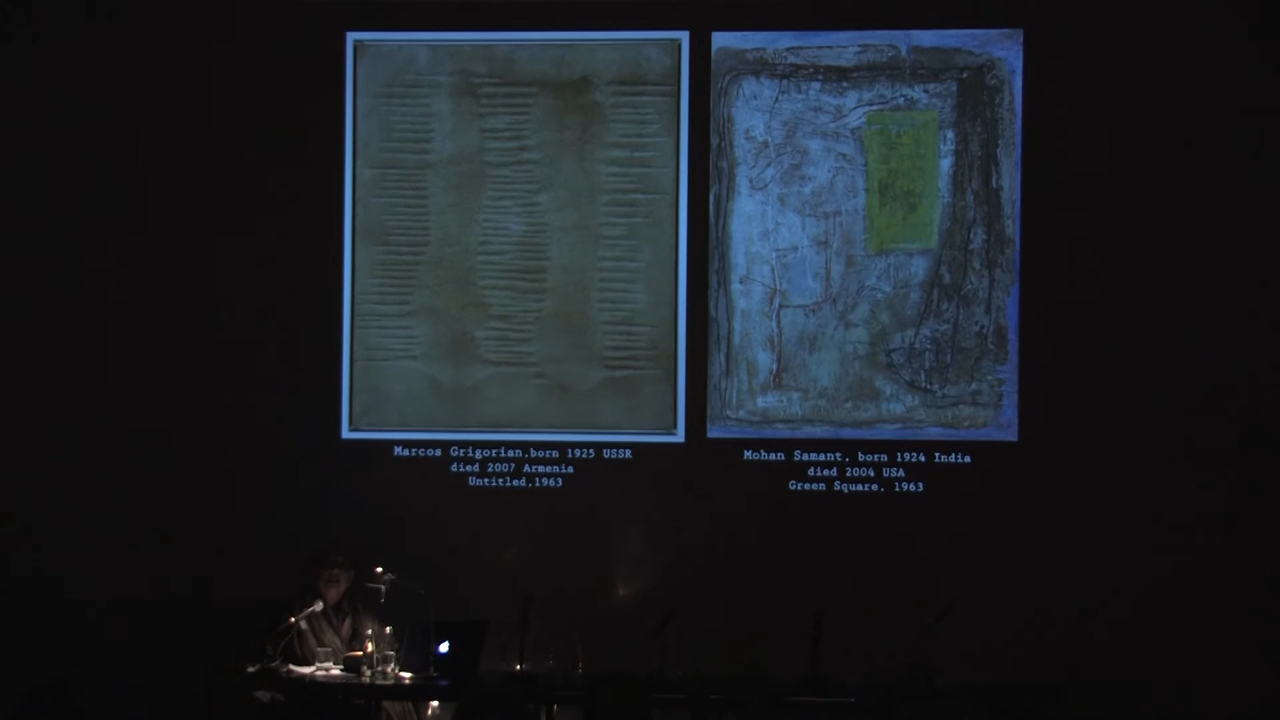 Marcos Grigorian,born 1925 USSR
died 2007 Armenia
Untitled,1963
Mohan Samant, born 1924 India
died 2004 USA
Green Square, 1963